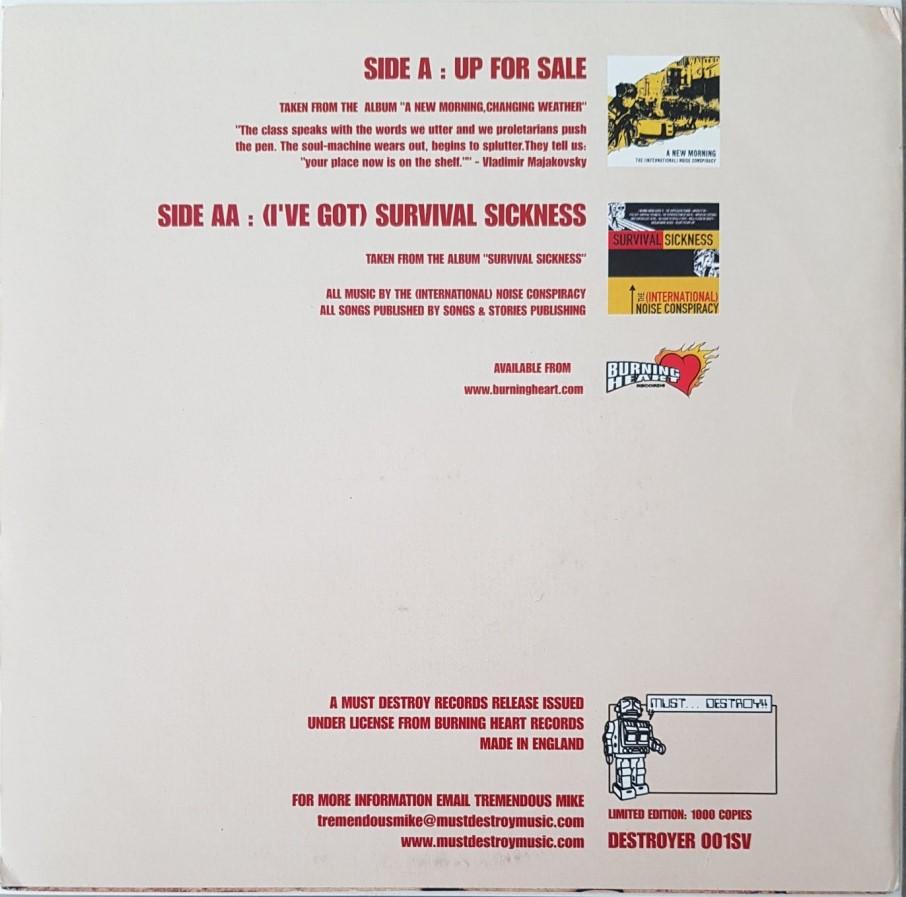 SIDE A : UP FOR SALE
TAKEN FROM THE ALBUM "A NEW MORNING,CHANGING WEATHER"
"The class speaks with the words we utter and we proletarians push
the pen. The soul-machine wears out, begins to splutter.They tell us:
"your place now is on the shelf."" - Vladimir Majakovsky
WANTED
A NEW MORNING
THE (INTERNATIONAL) NOISE CONSPIRACY
SIDE AA : (I'VE GOT) SURVIVAL SICKNESS
TAKEN FROM THE ALBUM "SURVIVAL SICKNESS"
ALL MUSIC BY THE (INTERNATIONAL) NOISE CONSPIRACY
ALL SONGS PUBLISHED BY SONGS & STORIES PUBLISHING
SURVIVAL SICKNESS
THE (INTERNATIONAL)
NOISE CONSPIRACY
AVAILABLE FROM
www.burningheart.com
BURNING
HEART
RECORDS
A MUST DESTROY RECORDS RELEASE ISSUED
UNDER LICENSE FROM BURNING HEART RECORDS
MADE IN ENGLAND
MUST... DESTROY!!
FOR MORE INFORMATION EMAIL TREMENDOUS MIKE
tremendousmike@mustdestroymusic.com
www.mustdestroymusic.com
LIMITED EDITION: 1000 COPIES
DESTROYER 001SV